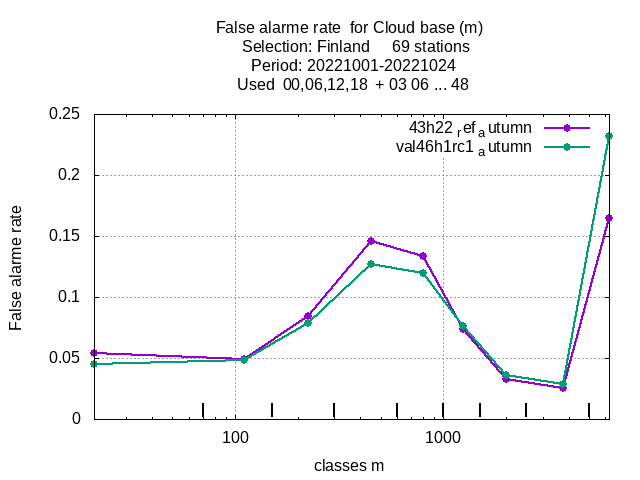 False alarme rate  for Cloud base (m)
Selection: Finland     69 stations
Period: 20221001-20221024
Used  00,06,12,18  + 03 06 ... 48
0.25
0.2
0.15
0.1
0.05
0
False alarme rate
43h22 ref autumn
val46h1rc1 autumn
100
1000
classes m